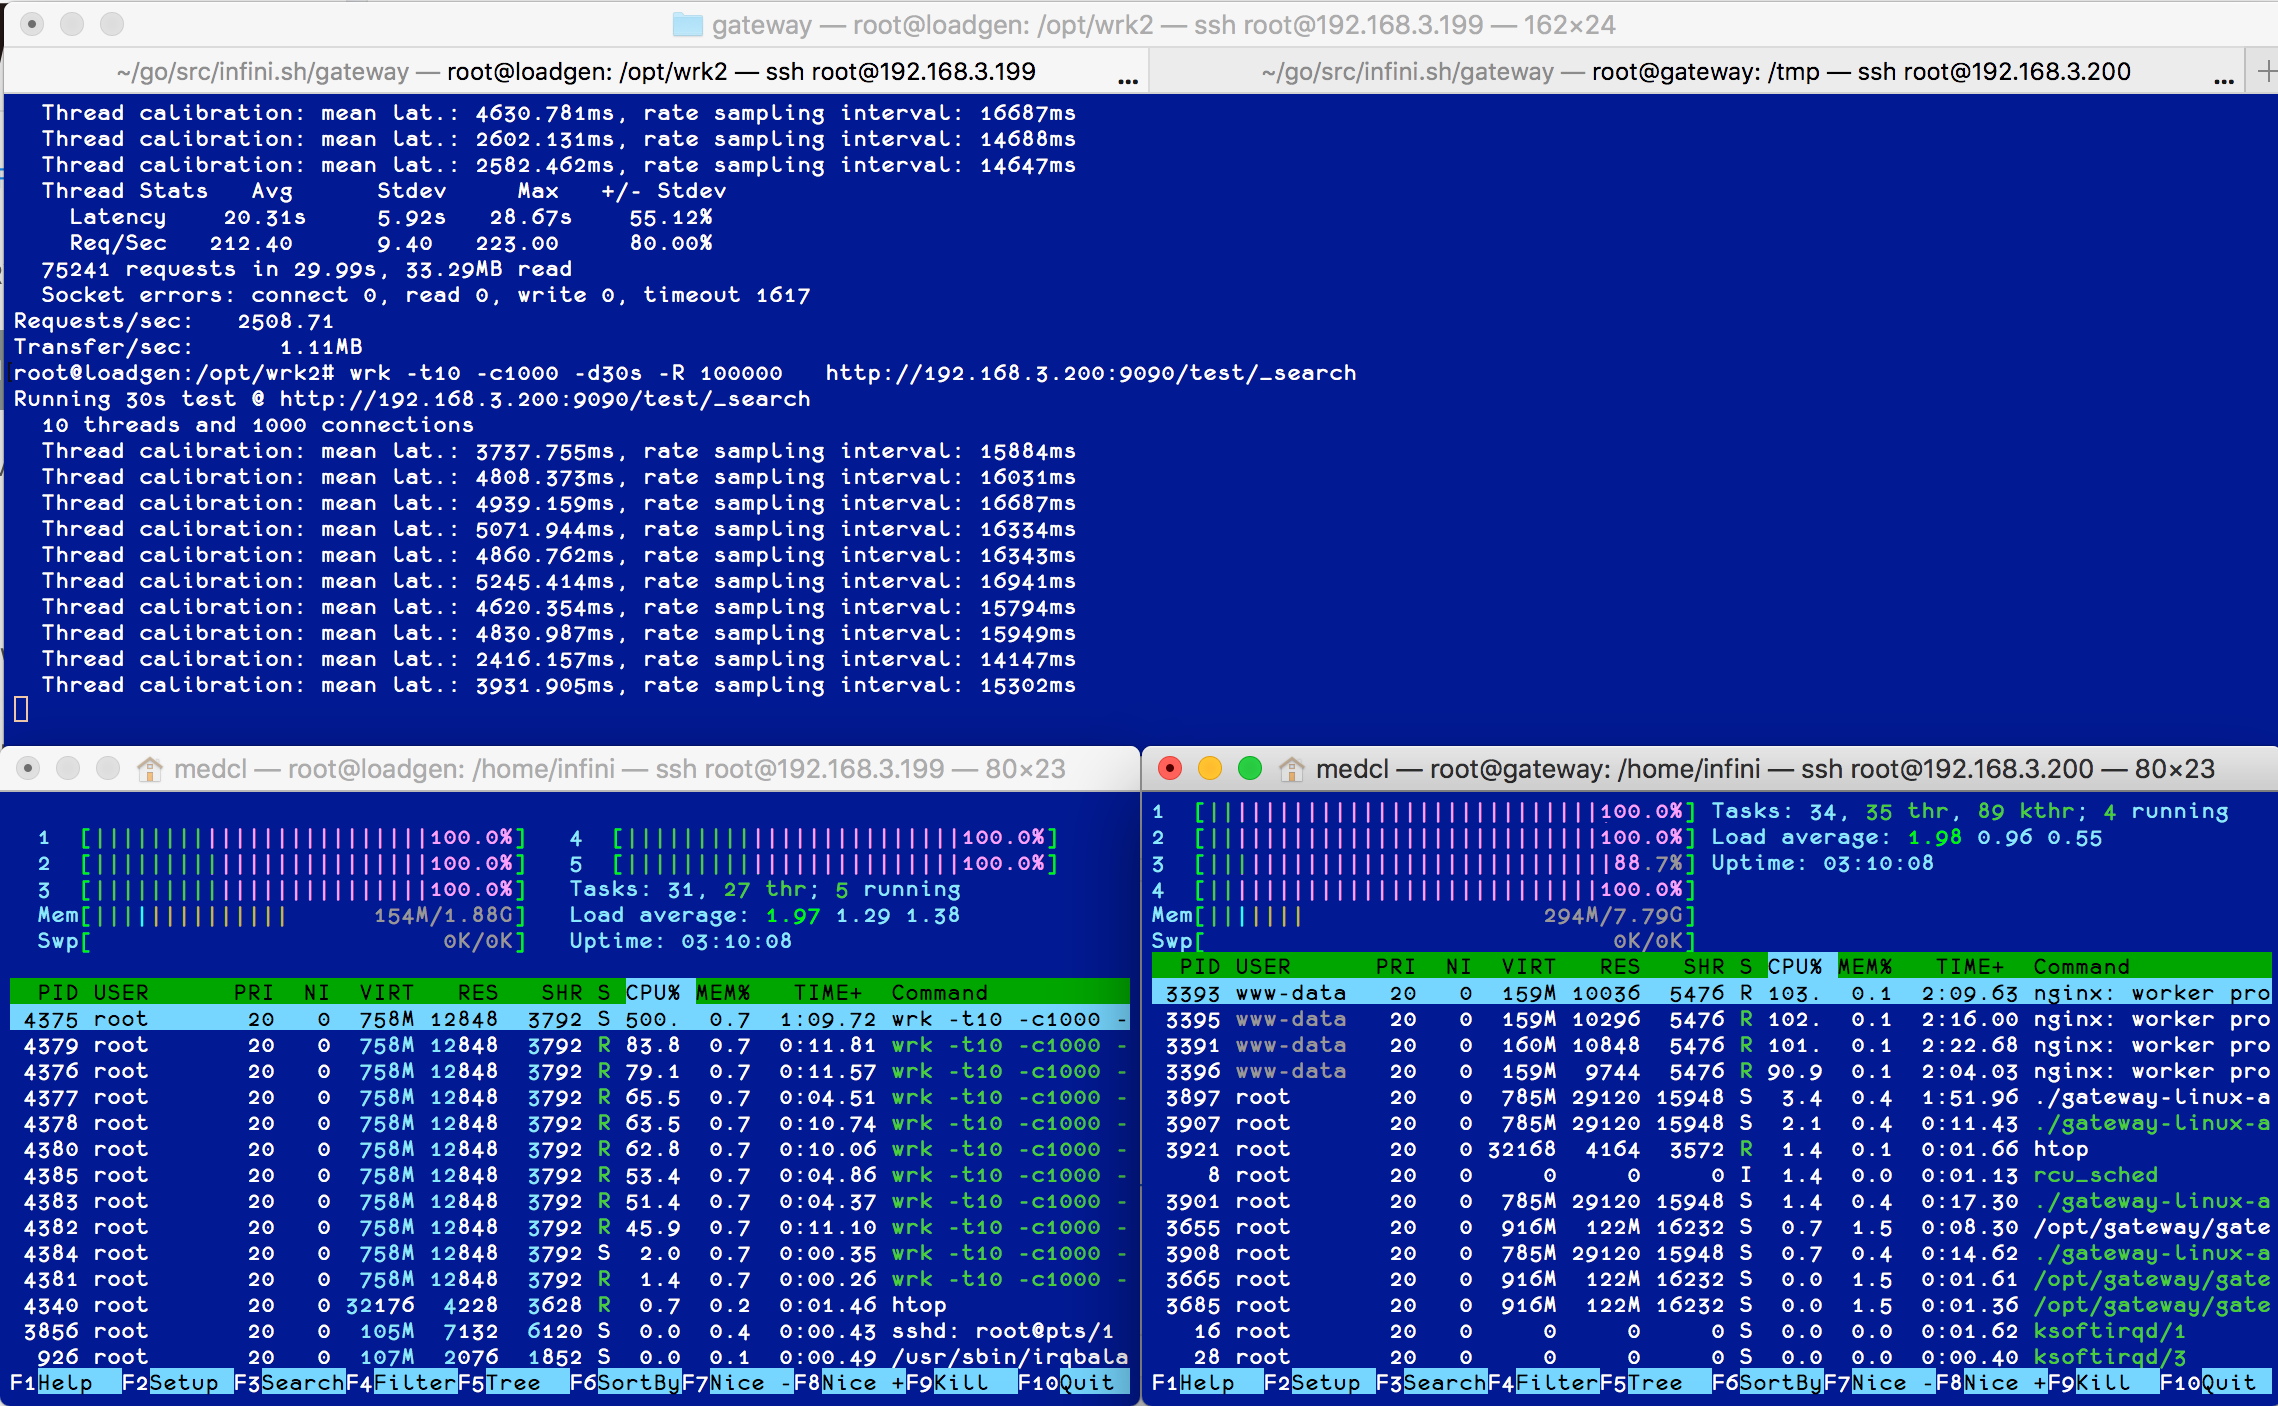 gateway — root@loadgen: /opt/wrk2 — ssh root@192.168.3.199 — 162×24
~/go/src/infini.sh/gateway — root@loadgen: /opt/wrk2 — ssh root@192.168.3.199 ...
~/go/src/infini.sh/gateway — root@gateway: /tmp — ssh root@192.168.3.200 ... +
Thread calibration: mean lat.: 4630.781ms, rate sampling interval: 16687ms
Thread calibration: mean lat.: 2602.131ms, rate sampling interval: 14688ms
Thread calibration: mean lat.: 2582.462ms, rate sampling interval: 14647ms
Thread Stats   Avg      Stdev     Max   +/- Stdev
Latency    20.31s     5.92s   28.67s    55.12%
Req/Sec   212.40      9.40   223.00     80.00%
75241 requests in 29.99s, 33.29MB read
Socket errors: connect 0, read 0, write 0, timeout 1617
Requests/sec:   2508.71
Transfer/sec:      1.11MB
root@loadgen:/opt/wrk2# wrk -t10 -c1000 -d30s -R 100000   http://192.168.3.200:9090/test/_search
Running 30s test @ http://192.168.3.200:9090/test/_search
10 threads and 1000 connections
Thread calibration: mean lat.: 3737.755ms, rate sampling interval: 15884ms
Thread calibration: mean lat.: 4808.373ms, rate sampling interval: 16031ms
Thread calibration: mean lat.: 4939.159ms, rate sampling interval: 16687ms
Thread calibration: mean lat.: 5071.944ms, rate sampling interval: 16334ms
Thread calibration: mean lat.: 4860.762ms, rate sampling interval: 16343ms
Thread calibration: mean lat.: 5245.414ms, rate sampling interval: 16941ms
Thread calibration: mean lat.: 4620.354ms, rate sampling interval: 15794ms
Thread calibration: mean lat.: 4830.987ms, rate sampling interval: 15949ms
Thread calibration: mean lat.: 2416.157ms, rate sampling interval: 14147ms
Thread calibration: mean lat.: 3931.905ms, rate sampling interval: 15302ms
medcl — root@loadgen: /home/infini — ssh root@192.168.3.199 — 80×23
1 [100.0%] 4 [100.0%]
2 [100.0%] 5 [100.0%]
3 [100.0%] Tasks: 31, 27 thr; 5 running
Mem[154M/1.88G] Load average: 1.97 1.29 1.38
Swp[0K/0K] Uptime: 03:10:08
PID USER PRI NI VIRT RES SHR S CPU% MEM% TIME+ Command
4375 root 20 0 758M 12848 3792 S 500. 0.7 1:09.72 wrk -t10 -c1000 -
4379 root 20 0 758M 12848 3792 R 83.8 0.7 0:11.81 wrk -t10 -c1000 -
4376 root 20 0 758M 12848 3792 R 79.1 0.7 0:11.57 wrk -t10 -c1000 -
4377 root 20 0 758M 12848 3792 R 65.5 0.7 0:04.51 wrk -t10 -c1000 -
4378 root 20 0 758M 12848 3792 R 63.5 0.7 0:10.74 wrk -t10 -c1000 -
4380 root 20 0 758M 12848 3792 R 62.8 0.7 0:10.06 wrk -t10 -c1000 -
4385 root 20 0 758M 12848 3792 R 53.4 0.7 0:04.86 wrk -t10 -c1000 -
4383 root 20 0 758M 12848 3792 R 51.4 0.7 0:04.37 wrk -t10 -c1000 -
4382 root 20 0 758M 12848 3792 R 45.9 0.7 0:11.10 wrk -t10 -c1000 -
4384 root 20 0 758M 12848 3792 S 2.0 0.7 0:00.35 wrk -t10 -c1000 -
4381 root 20 0 758M 12848 3792 R 1.4 0.7 0:00.26 wrk -t10 -c1000 -
4340 root 20 0 32176 4228 3628 R 0.7 0.2 0:01.46 htop
3856 root 20 0 105M 7132 6120 S 0.0 0.4 0:00.43 sshd: root@pts/1
926 root 20 0 107M 2076 1852 S 0.0 0.1 0:00.49 /usr/sbin/irqbala
F1Help F2Setup F3SearchF4FilterF5Tree F6SortByF7Nice -F8Nice +F9Kill F10Quit
medcl — root@gateway: /home/infini — ssh root@192.168.3.200 — 80×23
1 [100.0%] Tasks: 34, 35 thr, 89 kthr; 4 running
2 [100.0%] Load average: 1.98 0.96 0.55
3 [88.7%] Uptime: 03:10:08
4 [100.0%]
Mem[294M/7.79G]
Swp[0K/0K]
PID USER PRI NI VIRT RES SHR S CPU% MEM% TIME+ Command
3393 www-data 20 0 159M 10036 5476 R 103. 0.1 2:09.63 nginx: worker pro
3395 www-data 20 0 159M 10296 5476 R 102. 0.1 2:16.00 nginx: worker pro
3391 www-data 20 0 160M 10848 5476 R 101. 0.1 2:22.68 nginx: worker pro
3396 www-data 20 0 159M 9744 5476 R 90.9 0.1 2:04.03 nginx: worker pro
3897 root 20 0 785M 29120 15948 S 3.4 0.4 1:51.96 ./gateway-linux-a
3907 root 20 0 785M 29120 15948 S 2.1 0.4 0:11.43 ./gateway-linux-a
3921 root 20 0 32168 4164 3572 R 1.4 0.1 0:01.66 htop
8 root 20 0 0 0 0 I 1.4 0.0 0:01.13 rcu_sched
3901 root 20 0 785M 29120 15948 S 1.4 0.4 0:17.30 ./gateway-linux-a
3655 root 20 0 916M 122M 16232 S 0.7 1.5 0:08.30 /opt/gateway/gate
3908 root 20 0 785M 29120 15948 S 0.7 0.4 0:14.62 ./gateway-linux-a
3665 root 20 0 916M 122M 16232 S 0.0 1.5 0:01.61 /opt/gateway/gate
3685 root 20 0 916M 122M 16232 S 0.0 1.5 0:01.36 /opt/gateway/gate
16 root 20 0 0 0 0 S 0.0 0.0 0:01.62 ksoftirqd/1
28 root 20 0 0 0 0 S 0.0 0.0 0:00.40 ksoftirqd/3
F1Help F2Setup F3SearchF4FilterF5Tree F6SortByF7Nice -F8Nice +F9Kill F10Quit